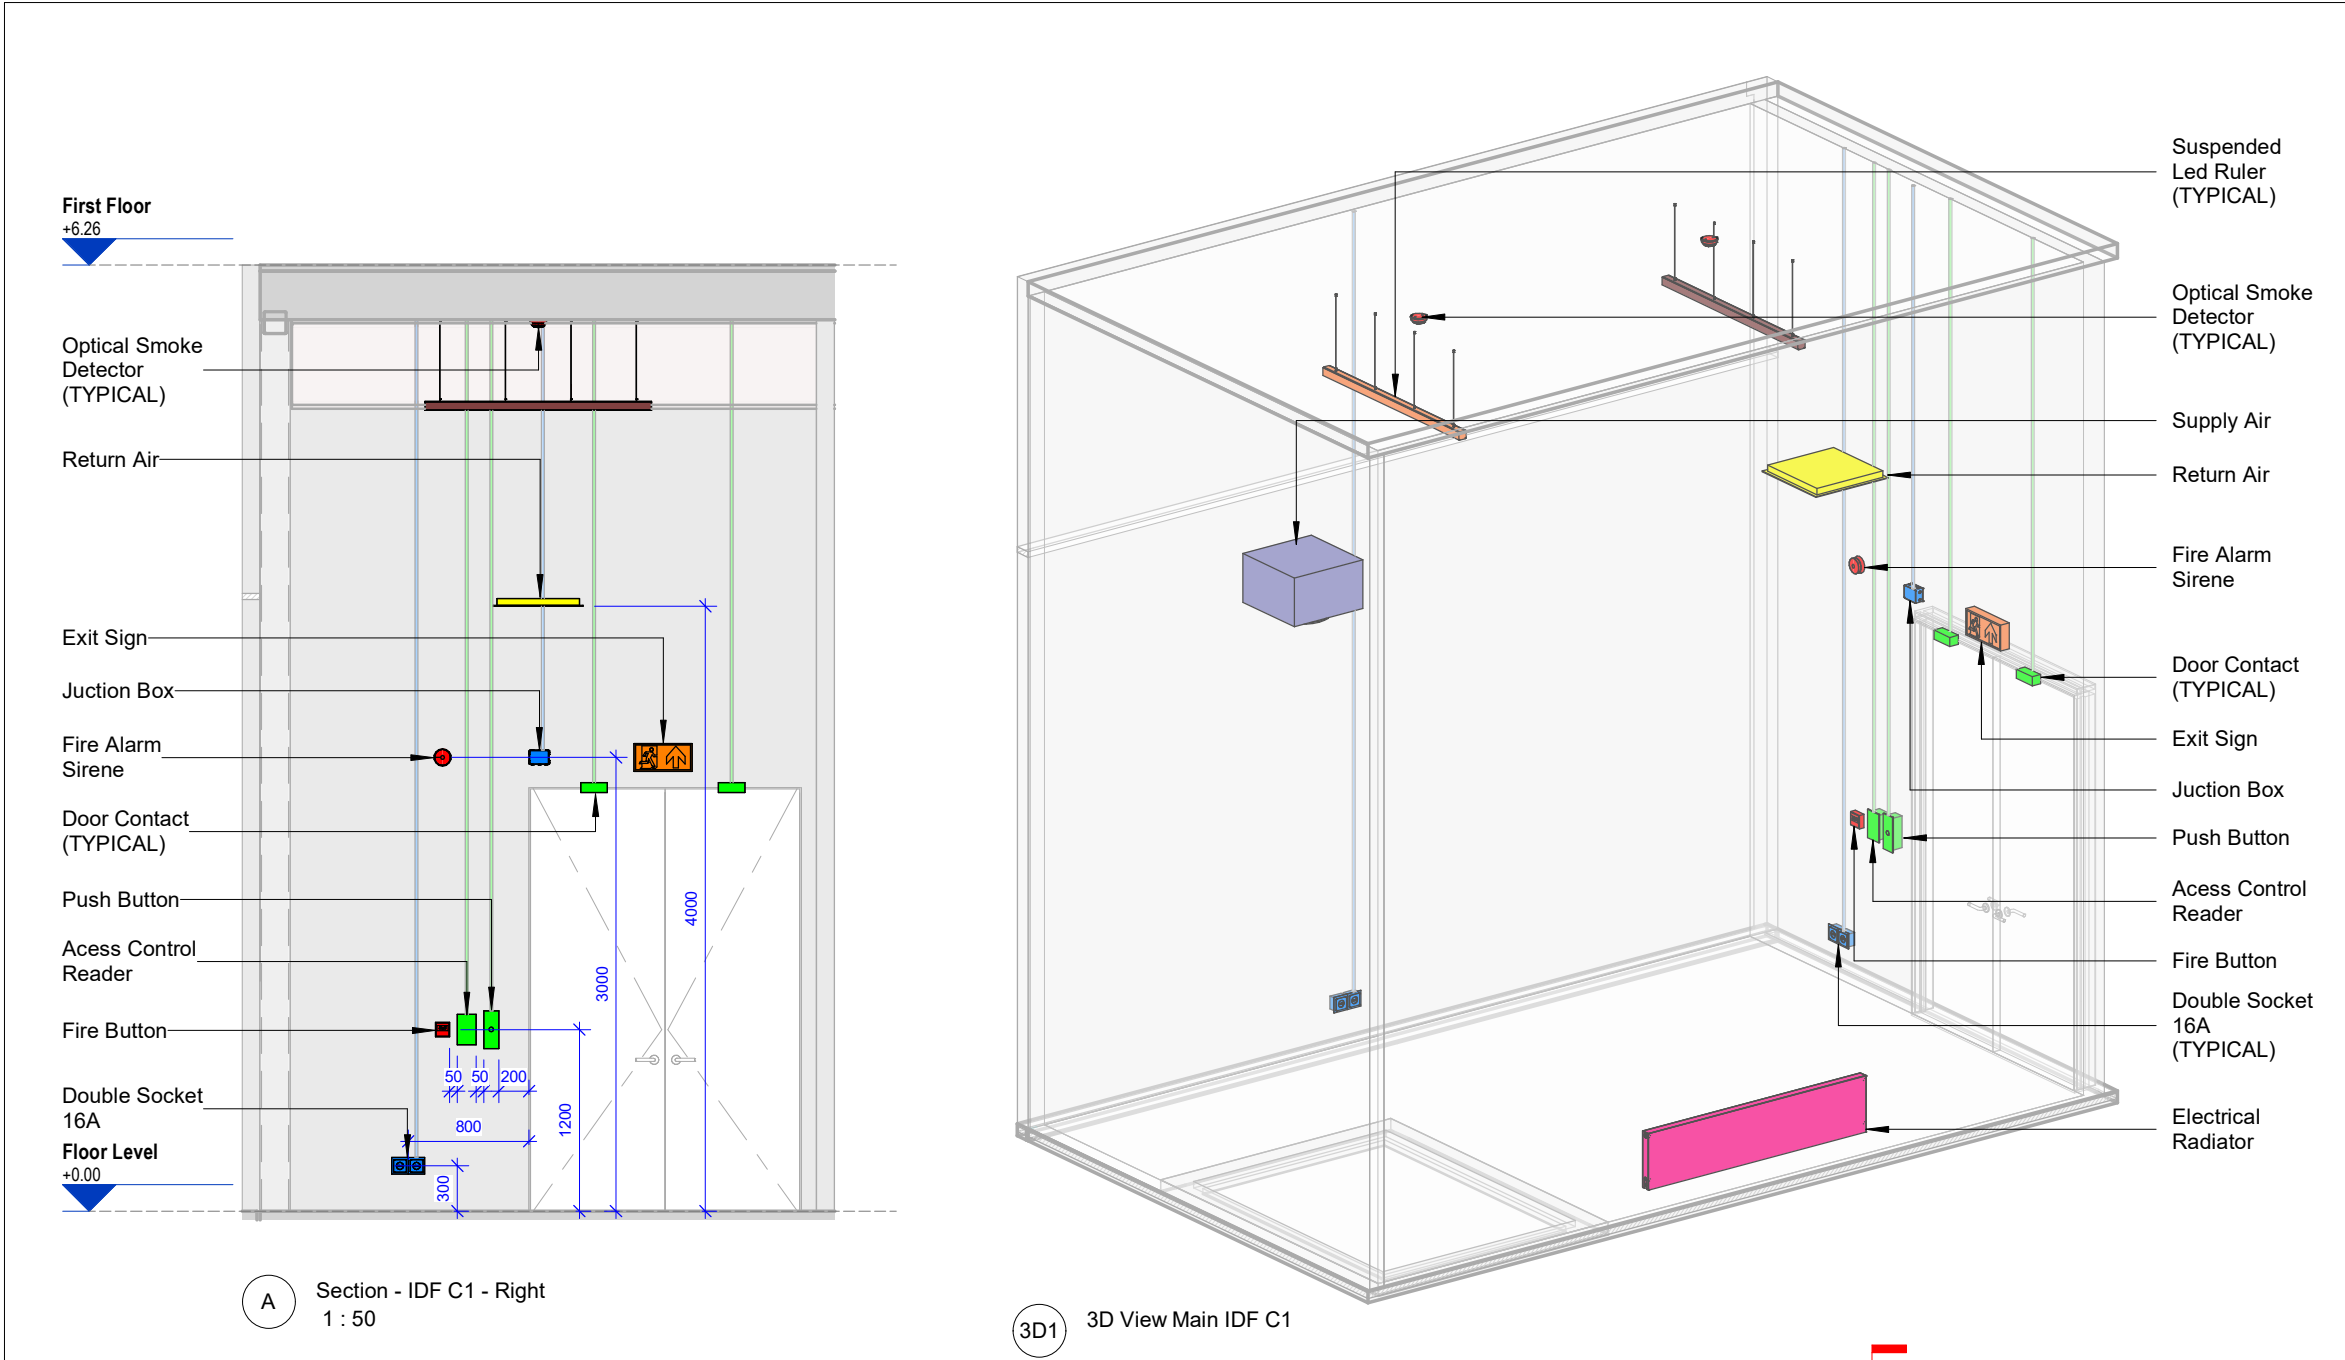 First Floor
+6.26
Optical Smoke
Detector
(TYPICAL)
Return Air
Exit Sign
Juction Box
Fire Alarm
Sirene
Door Contact
(TYPICAL)
Push Button
Acess Control
Reader
Fire Button
Double Socket
16A
Floor Level
+0.00
4000
3000
50
50
200
1200
800
300
A
Section - IDF C1 - Right
1 : 50
Suspended
Led Ruler
(TYPICAL)
Optical Smoke
Detector
(TYPICAL)
Supply Air
Return Air
Fire Alarm
Sirene
Door Contact
(TYPICAL)
Exit Sign
Juction Box
Push Button
Acess Control
Reader
Fire Button
Double Socket
16A
(TYPICAL)
Electrical
Radiator
3D1
3D View Main IDF C1